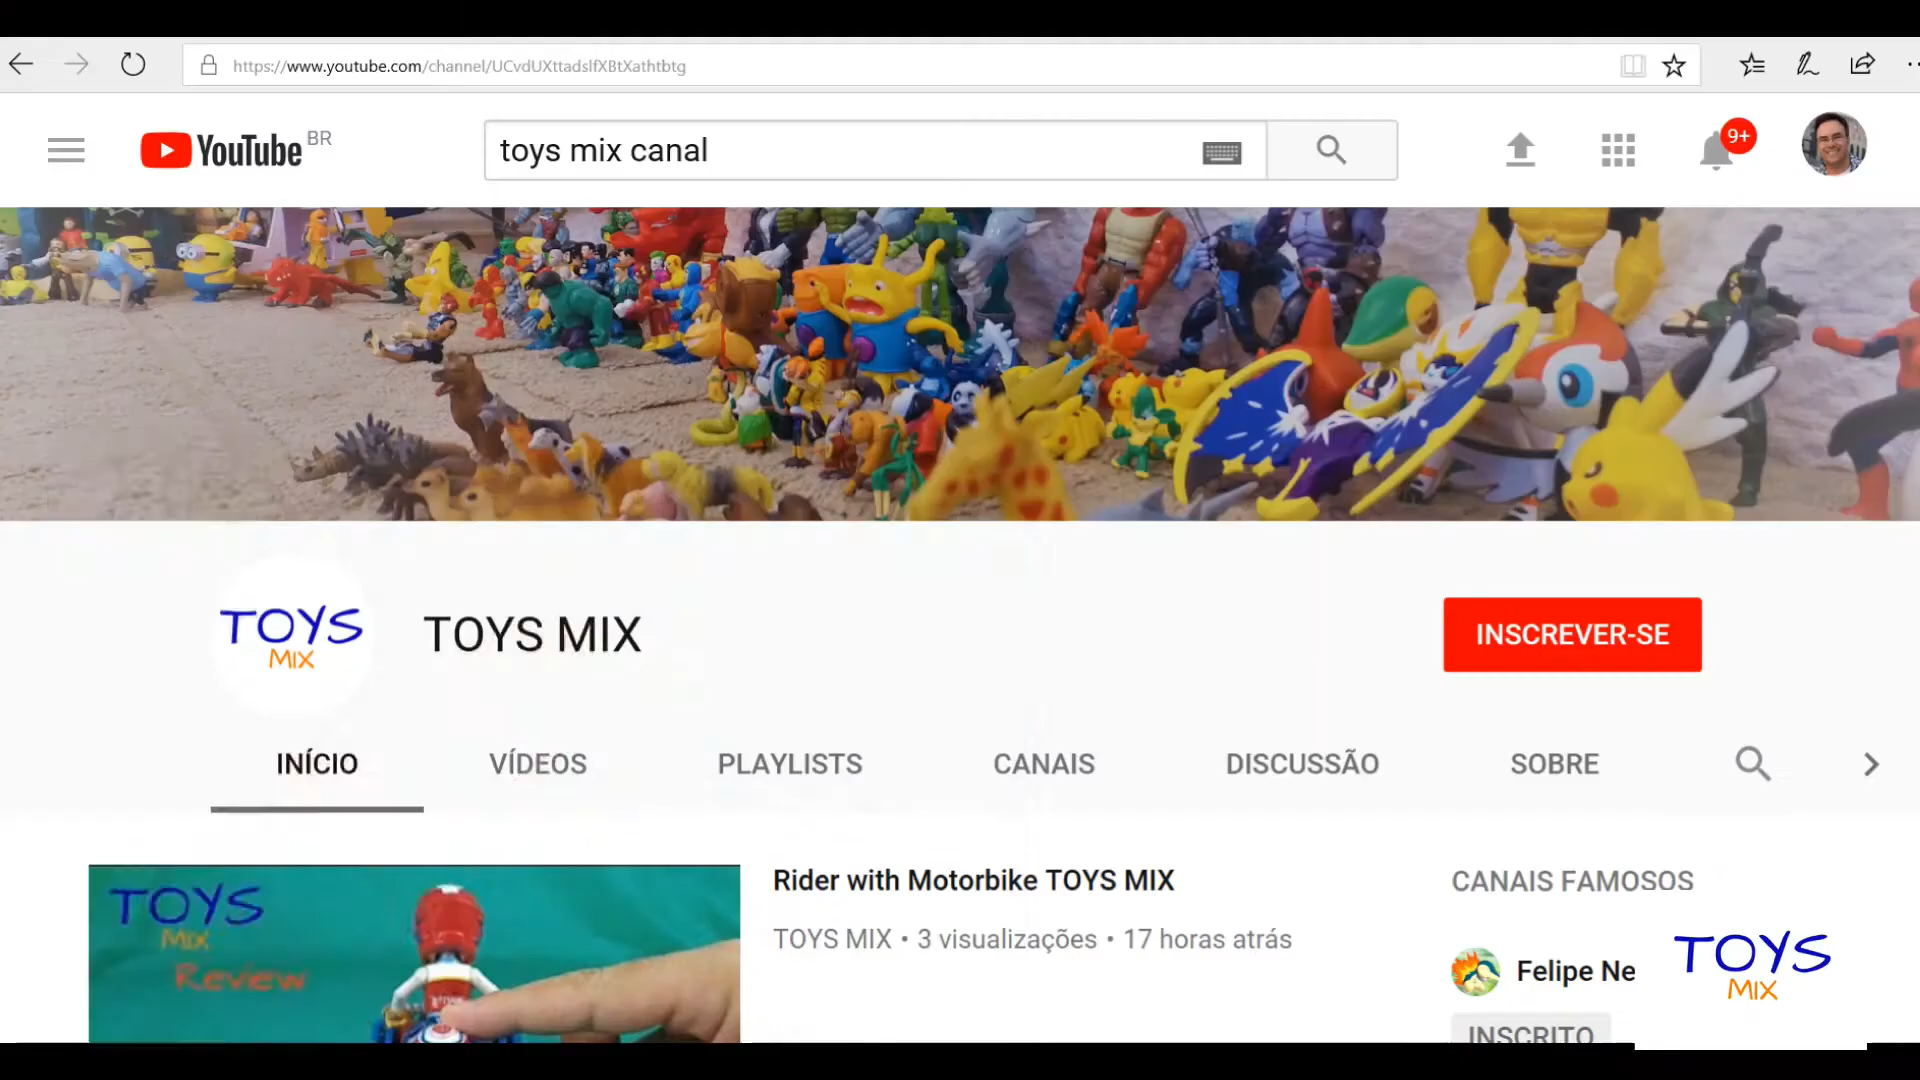 https://www.youtube.com/channel/UCvdUXttadslfXBtXathtbtg
YouTube BR
toys mix canal
9+
TOYS
MIX
TOYS MIX
INSCREVER-SE
INÍCIO
VÍDEOS
PLAYLISTS
CANAIS
DISCUSSÃO
SOBRE
TOYS
MIX
Review
Rider with Motorbike TOYS MIX
TOYS MIX • 3 visualizações • 17 horas atrás
CANAIS FAMOSOS
Felipe Ne
INSCRITO
TOYS
MIX